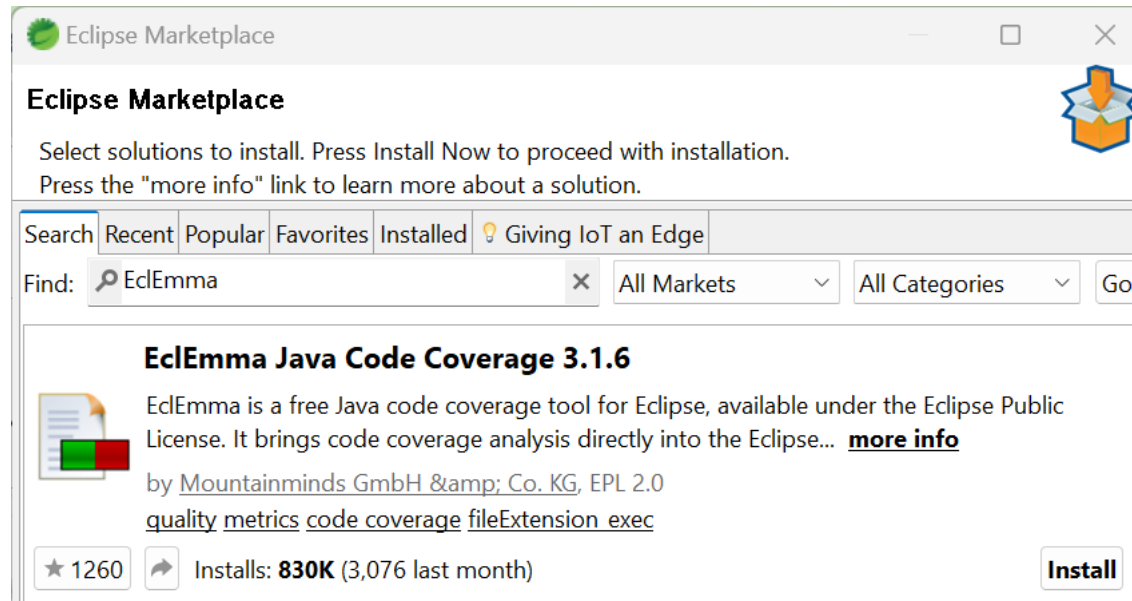 Eclipse Marketplace
Eclipse Marketplace
Select solutions to install. Press Install Now to proceed with installation.
Press the "more info" link to learn more about a solution.
Search Recent Popular Favorites Installed Giving IoT an Edge
Find: EclEmma All Markets All Categories Go
EclEmma Java Code Coverage 3.1.6
EclEmma is a free Java code coverage tool for Eclipse, available under the Eclipse Public
License. It brings code coverage analysis directly into the Eclipse... more info
by Mountainminds GmbH &amp; Co. KG, EPL 2.0
quality metrics code coverage fileExtension_exec
1260 Installs: 830K (3,076 last month) Install